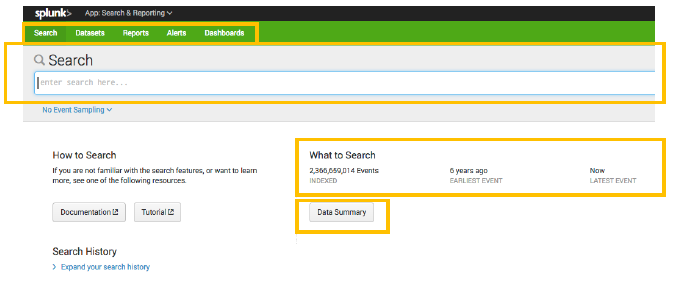 splunk> App: Search & Reporting
Search Datasets Reports Alerts Dashboards
Search
enter search here...
No Event Sampling
How to Search
If you are not familiar with the search features, or want to learn
more, see one of the following resources.
Documentation Tutorial
What to Search
2,366,689,014 Events 6 years ago Now
INDEXED EARLIEST EVENT LATEST EVENT
Data Summary
Search History
> Expand your search history